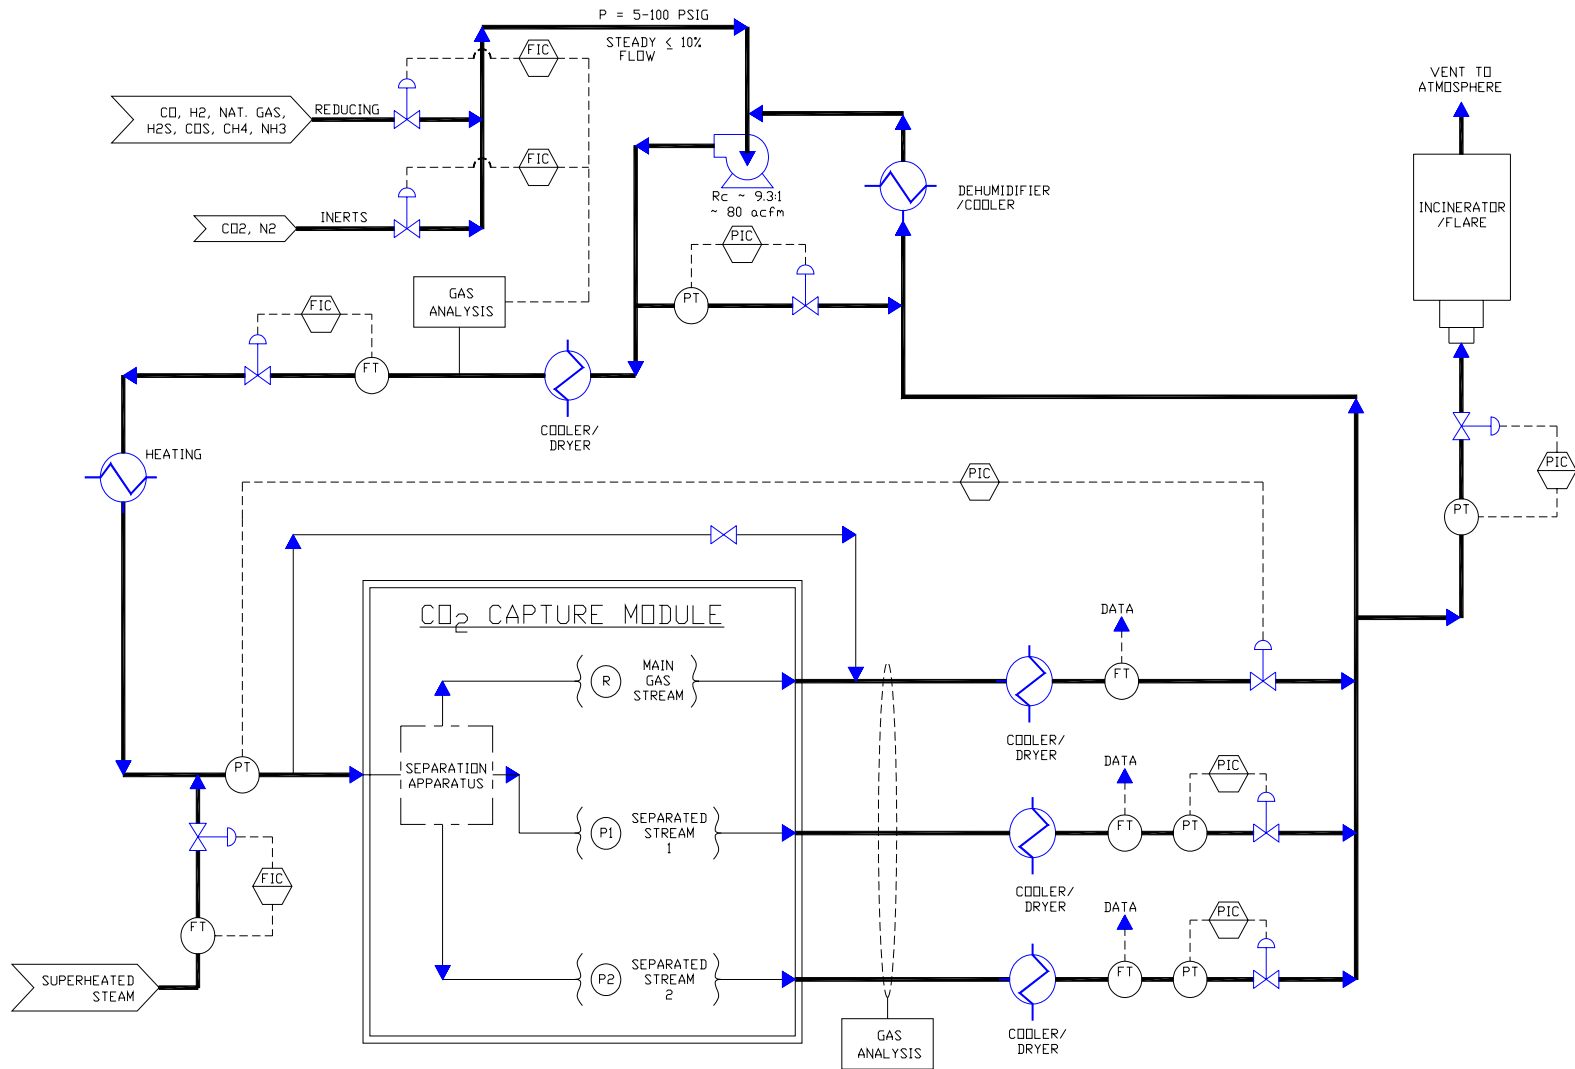 P = 5-100 PSIG
STEADY ≤ 10%
FLOW
FIC
CO, H2, NAT. GAS,
H2S, COS, CH4, NH3
REDUCING
FIC
CO2, N2
INERTS
Rc ~ 9.3:1
~ 80 acfm
DEHUMIDIFIER
/COOLER
VENT TO
ATMOSPHERE
INCINERATOR
/FLARE
PIC
PT
GAS
ANALYSIS
FIC
FT
COOLER/
DRYER
HEATING
PIC
PIC
PT
CO2 CAPTURE MODULE
R
MAIN
GAS
STREAM
DATA
FT
COOLER/
DRYER
PT
SEPARATION
APPARATUS
P1
SEPARATED
STREAM
1
DATA
PIC
FT
PT
COOLER/
DRYER
FIC
FT
SUPERHEATED
STEAM
P2
SEPARATED
STREAM
2
DATA
PIC
FT
PT
COOLER/
DRYER
GAS
ANALYSIS